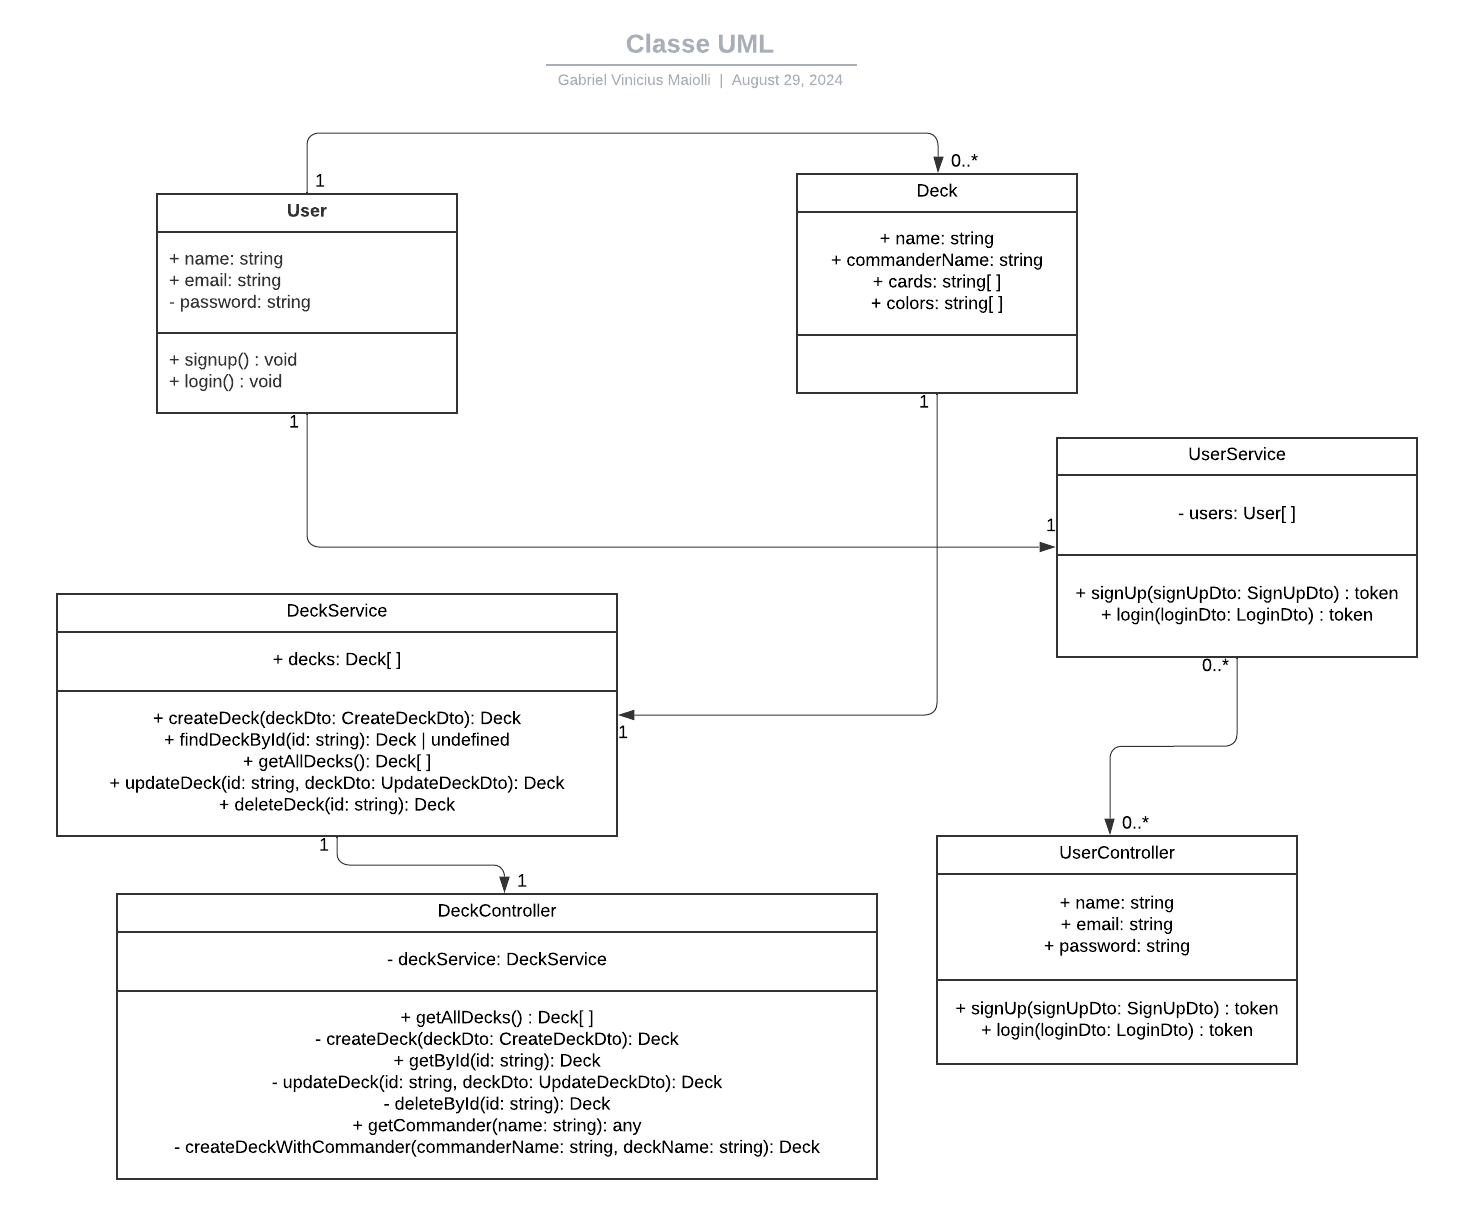 Classe UML
Gabriel Vinicius Maiolli | August 29, 2024
1
0..*
User
+ name: string
+ email: string
- password: string
+ signup() : void
+ login() : void
1
Deck
+ name: string
+ commanderName: string
+ cards: string[ ]
+ colors: string[ ]
1
UserService
- users: User[ ]
1
+ signUp(signUpDto: SignUpDto) : token
+ login(loginDto: LoginDto) : token
0..*
DeckService
+ decks: Deck[ ]
+ createDeck(deckDto: CreateDeckDto): Deck
+ findDeckById(id: string): Deck | undefined
+ getAllDecks(): Deck[ ]
+ updateDeck(id: string, deckDto: UpdateDeckDto): Deck
+ deleteDeck(id: string): Deck
1
1
1
DeckController
- deckService: DeckService
+ getAllDecks() : Deck[ ]
- createDeck(deckDto: CreateDeckDto): Deck
+ getById(id: string): Deck
- updateDeck(id: string, deckDto: UpdateDeckDto): Deck
- deleteById(id: string): Deck
+ getCommander(name: string): any
- createDeckWithCommander(commanderName: string, deckName: string): Deck
0..*
UserController
+ name: string
+ email: string
+ password: string
+ signUp(signUpDto: SignUpDto) : token
+ login(loginDto: LoginDto) : token